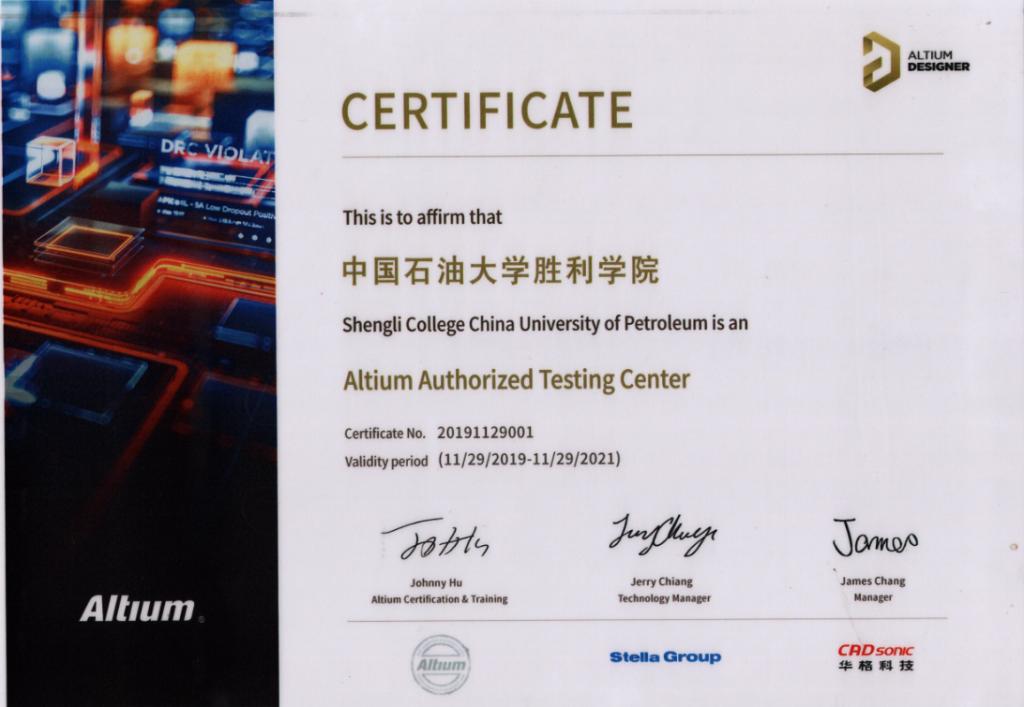 ALTIUM
DESIGNER
CERTIFICATE
DRC VIOLAT
This is to affirm that
中国石油大学胜利学院
Shengli College China University of Petroleum is an
Altium Authorized Testing Center
Certificate No. 20191129001
Validity period (11/29/2019-11/29/2021)
Johnny Hu
Altium Certification & Training
Jerry Chiang
Technology Manager
James
James Chang
Manager
Altium
Altium
Stella Group
CADSONIC
华格科技